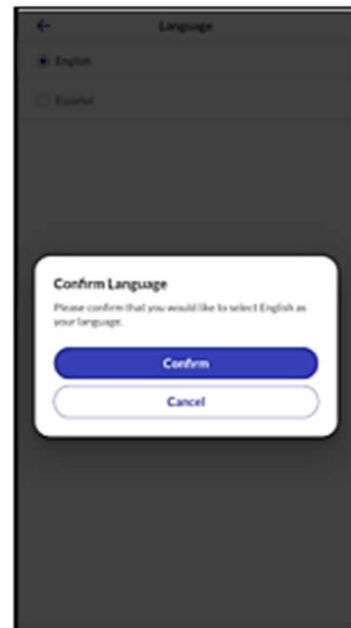 Language
English
Español
Confirm Language
Please confirm that you would like to select English as
your language.
Confirm
Cancel